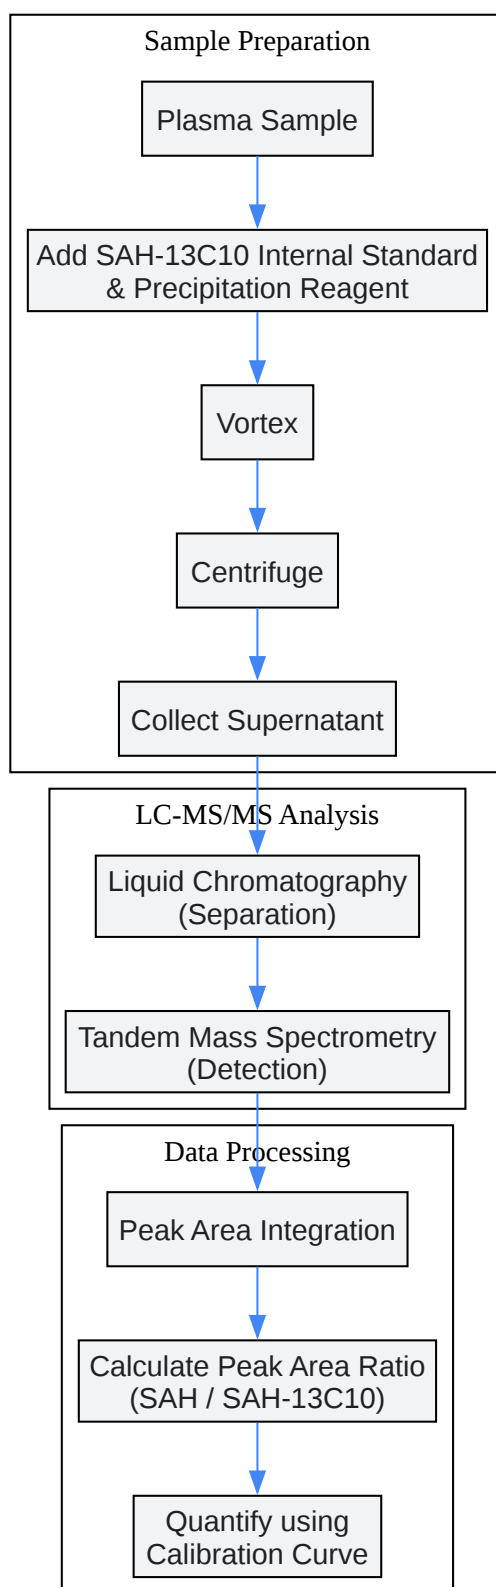 Sample Preparation
Plasma Sample
Add SAH-13C10 Internal Standard
& Precipitation Reagent
Vortex
Centrifuge
Collect Supernatant
LC-MS/MS Analysis
Liquid Chromatography
(Separation)
Tandem Mass Spectrometry
(Detection)
Data Processing
Peak Area Integration
Calculate Peak Area Ratio
(SAH / SAH-13C10)
Quantify using
Calibration Curve